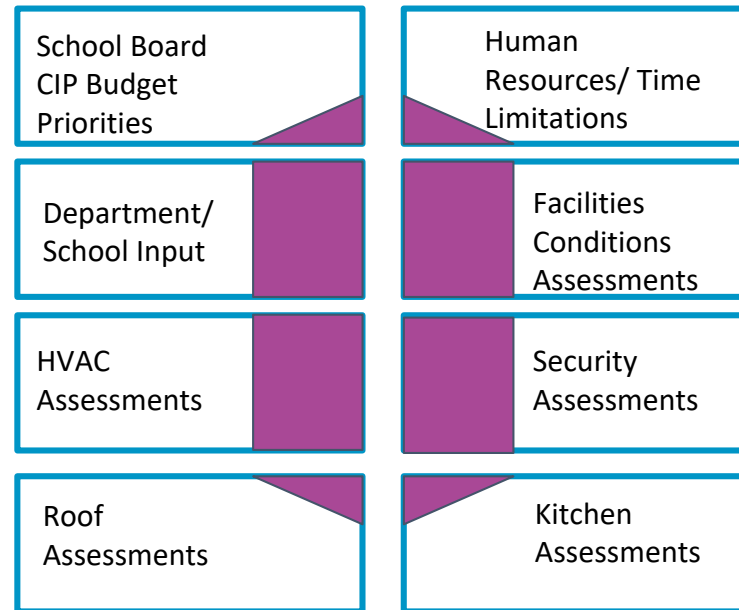 School Board
CIP Budget
Priorities
Human
Resources/ Time
Limitations
Department/
School Input
Facilities
Conditions
Assessments
HVAC
Assessments
Security
Assessments
Roof
Assessments
Kitchen
Assessments